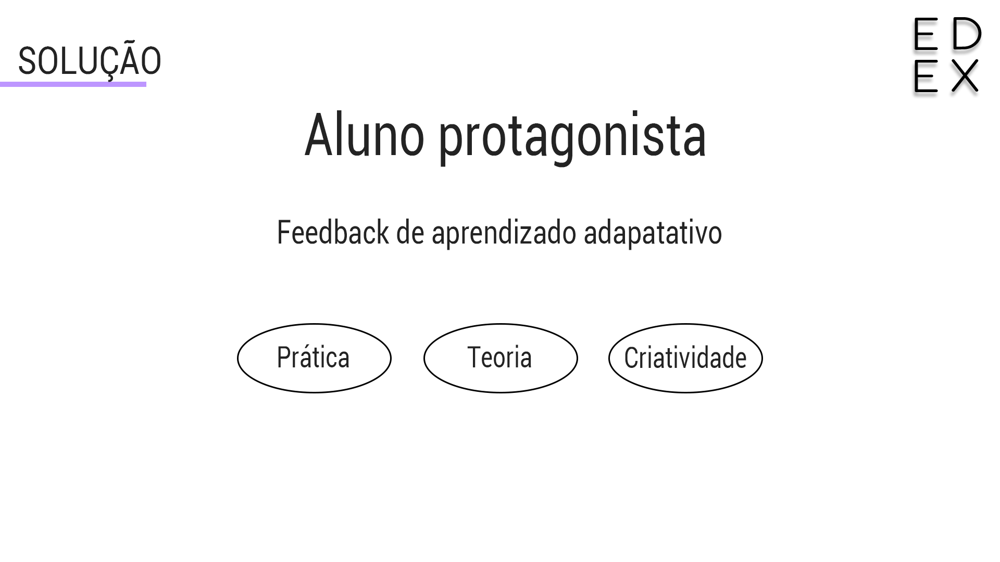 SOLUÇÃO
E D
E X
Aluno protagonista
Feedback de aprendizado adapatativo
Prática
Teoria
Criatividade